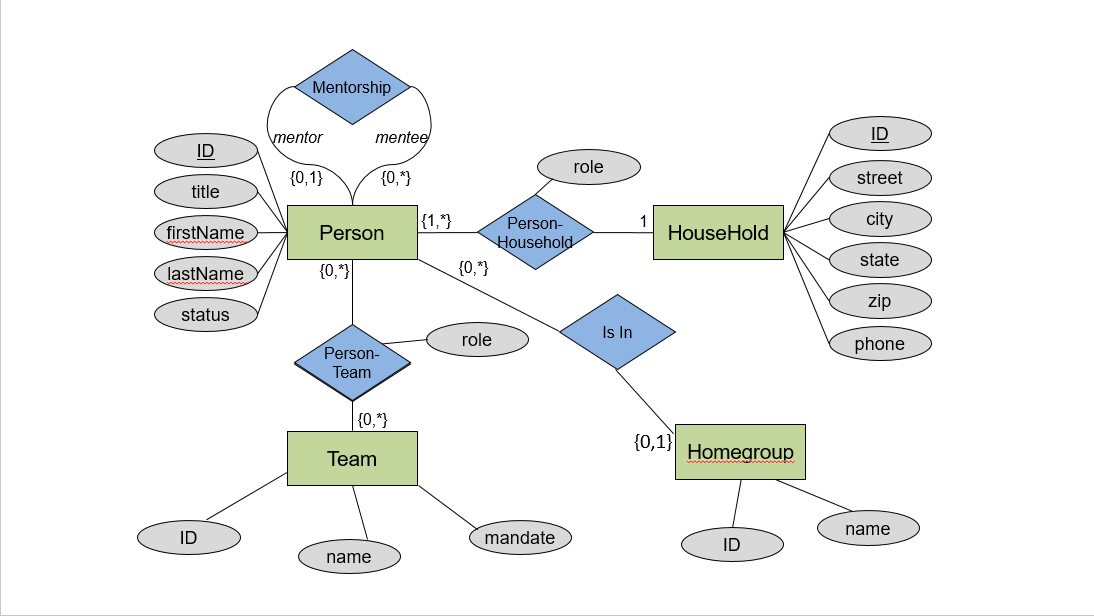 Mentorship
mentor
mentee
{0,1}
{0,*}
ID
title
firstName
lastName
status
Person
{1,*}
role
Person-
Household
1
HouseHold
ID
street
city
state
zip
phone
{0,*}
{0,*}
Is In
Person-
Team
role
{0,*}
{0,1}
Team
Homegroup
ID
name
mandate
ID
name